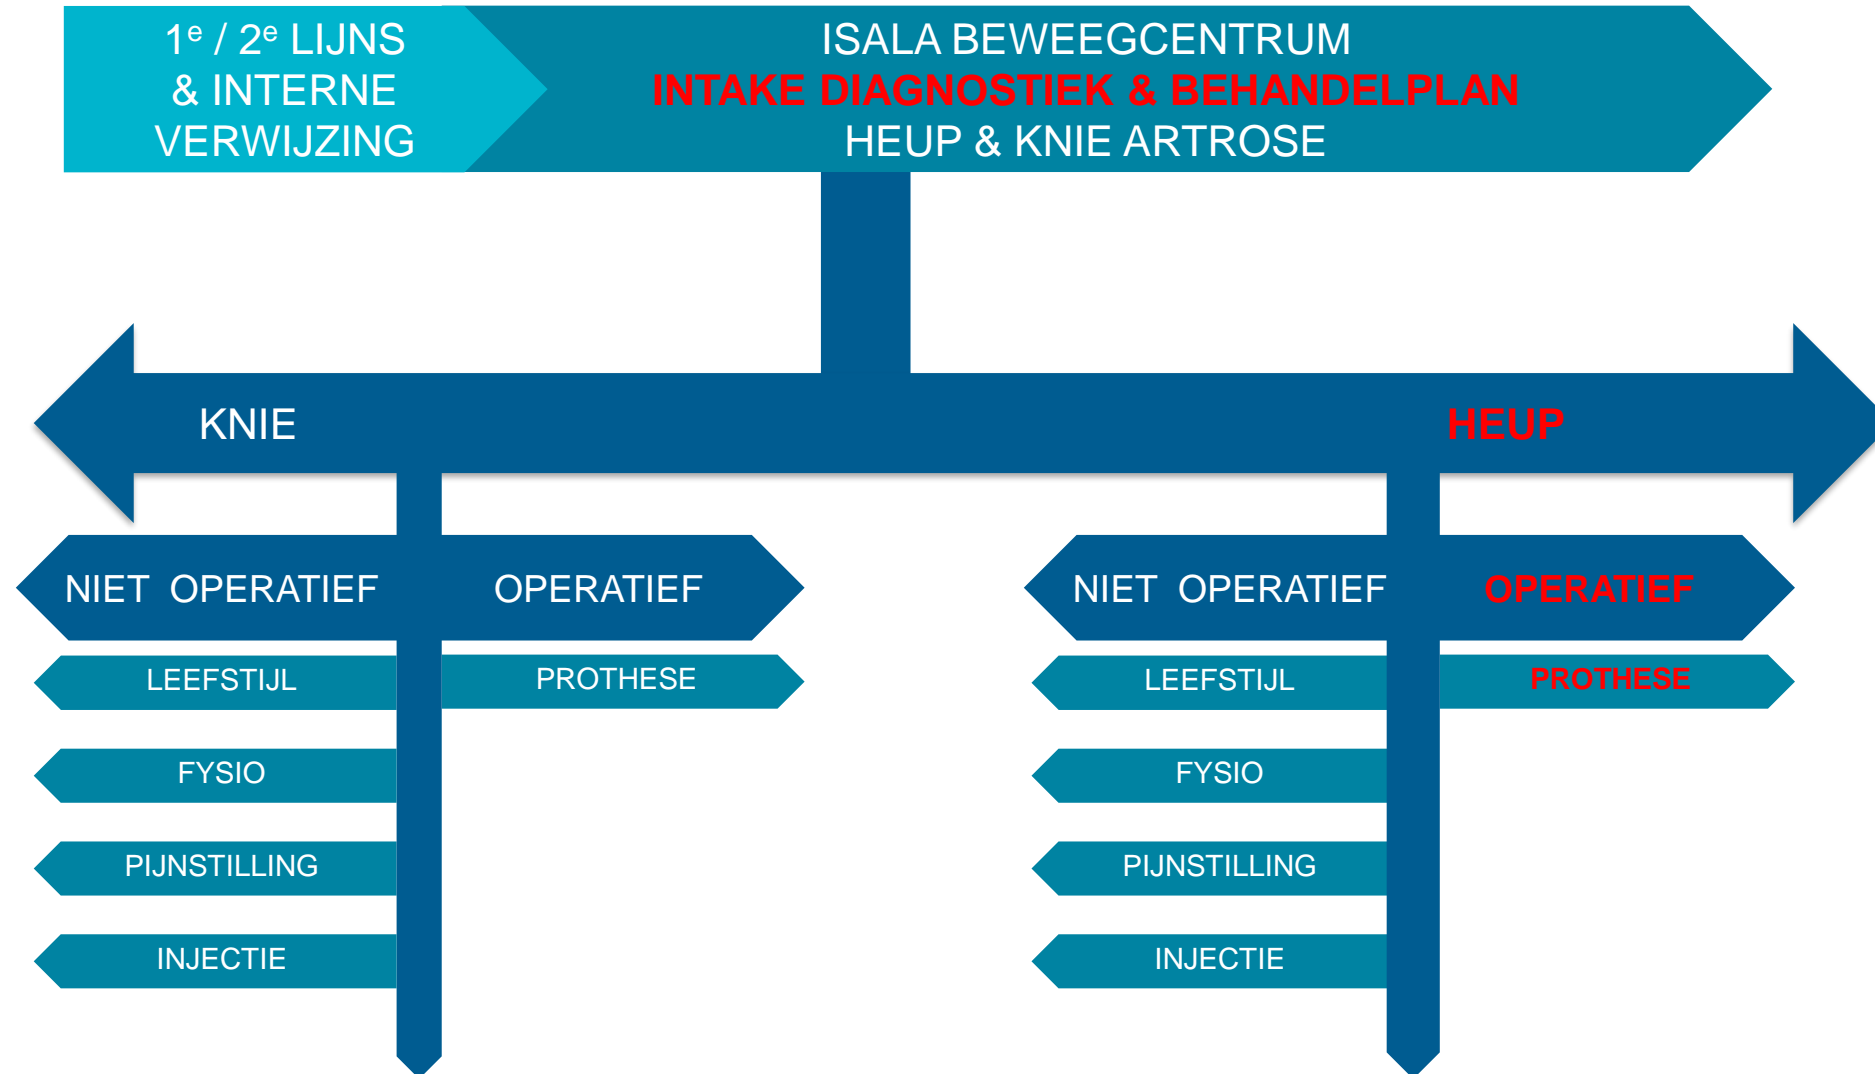 1e / 2e LIJNS
& INTERNE
VERWIJZING
ISALA BEWEEGCENTRUM
INTAKE DIAGNOSTIEK & BEHANDELPLAN
HEUP & KNIE ARTROSE
KNIE
HEUP
NIET OPERATIEF
OPERATIEF
LEEFSTIJL
PROTHESE
FYSIO
PIJNSTILLING
INJECTIE
NIET OPERATIEF
OPERATIEF
LEEFSTIJL
PROTHESE
FYSIO
PIJNSTILLING
INJECTIE